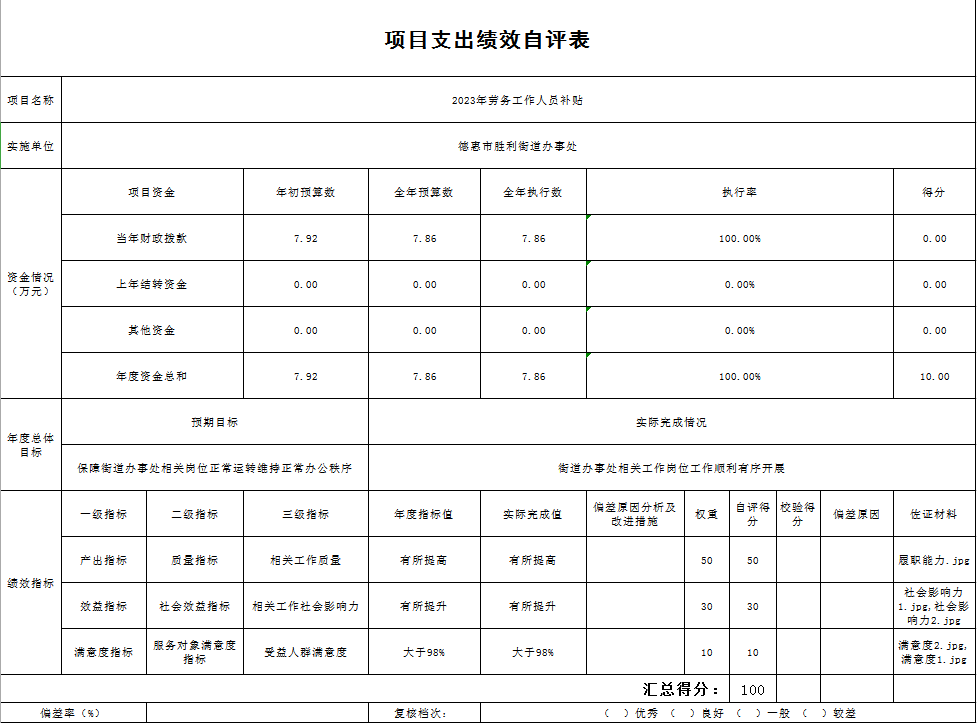 项目支出绩效自评表
项目名称 2023年劳务工作人员补贴
实施单位 德惠市胜利街道办事处
资金情况
（万元）
项目资金 年初预算数 全年预算数 全年执行数 执行率 得分
当年财政拨款 7.92 7.86 7.86 100.00% 0.00
上年结转资金 0.00 0.00 0.00 0.00% 0.00
其他资金 0.00 0.00 0.00 0.00% 0.00
年度资金总和 7.92 7.86 7.86 100.00% 10.00
年度总体
目标
预期目标 实际完成情况
保障街道办事处相关岗位正常运转维持正常办公秩序 街道办事处相关工作岗位工作顺利有序开展
绩效指标
一级指标 二级指标 三级指标 年度指标值 实际完成值 偏差原因分析及
改进措施 权重 自评得
分 校验得
分 偏差原因 佐证材料
产出指标 质量指标 相关工作质量 有所提高 有所提高 50 50 履职能力.jpg
效益指标 社会效益指标 相关工作社会影响力 有所提升 有所提升 30 30 社会影响力
1.jpg,社会影
响力2.jpg
满意度指标 服务对象满意度
指标 受益人群满意度 大于98% 大于98% 10 10 满意度2.jpg,
满意度1.jpg
汇总得分： 100
偏差率（%） 复核档次： （ ）优秀 （ ）良好 （ ）一般 （ ）较差